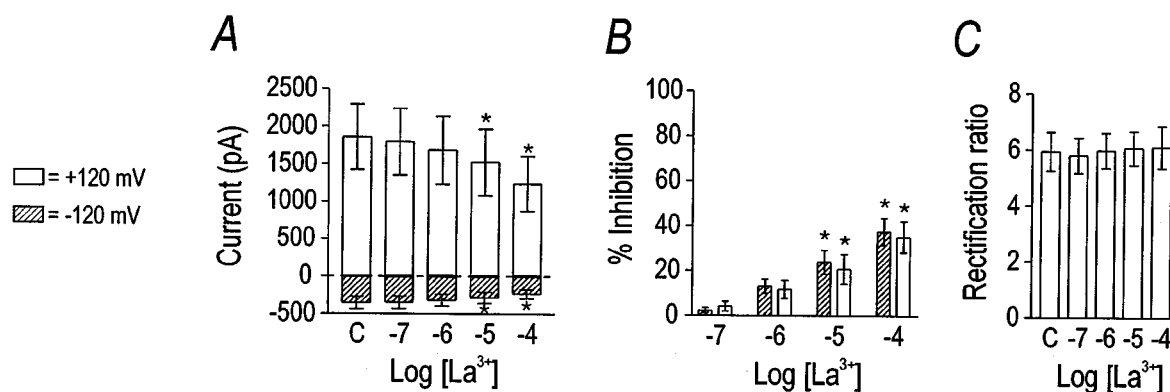 A
B
C
= +120 mV
= -120 mV
Current (pA)
2500
2000
1500
1000
500
0
-500
*
*
*
*
C
-7
-6
-5
-4
Log [La³⁺]
% Inhibition
100
80
60
40
20
0
*
*
*
*
-7
-6
-5
-4
Log [La³⁺]
Rectification ratio
8
6
4
2
0
C -7 -6 -5 -4
Log [La³⁺]